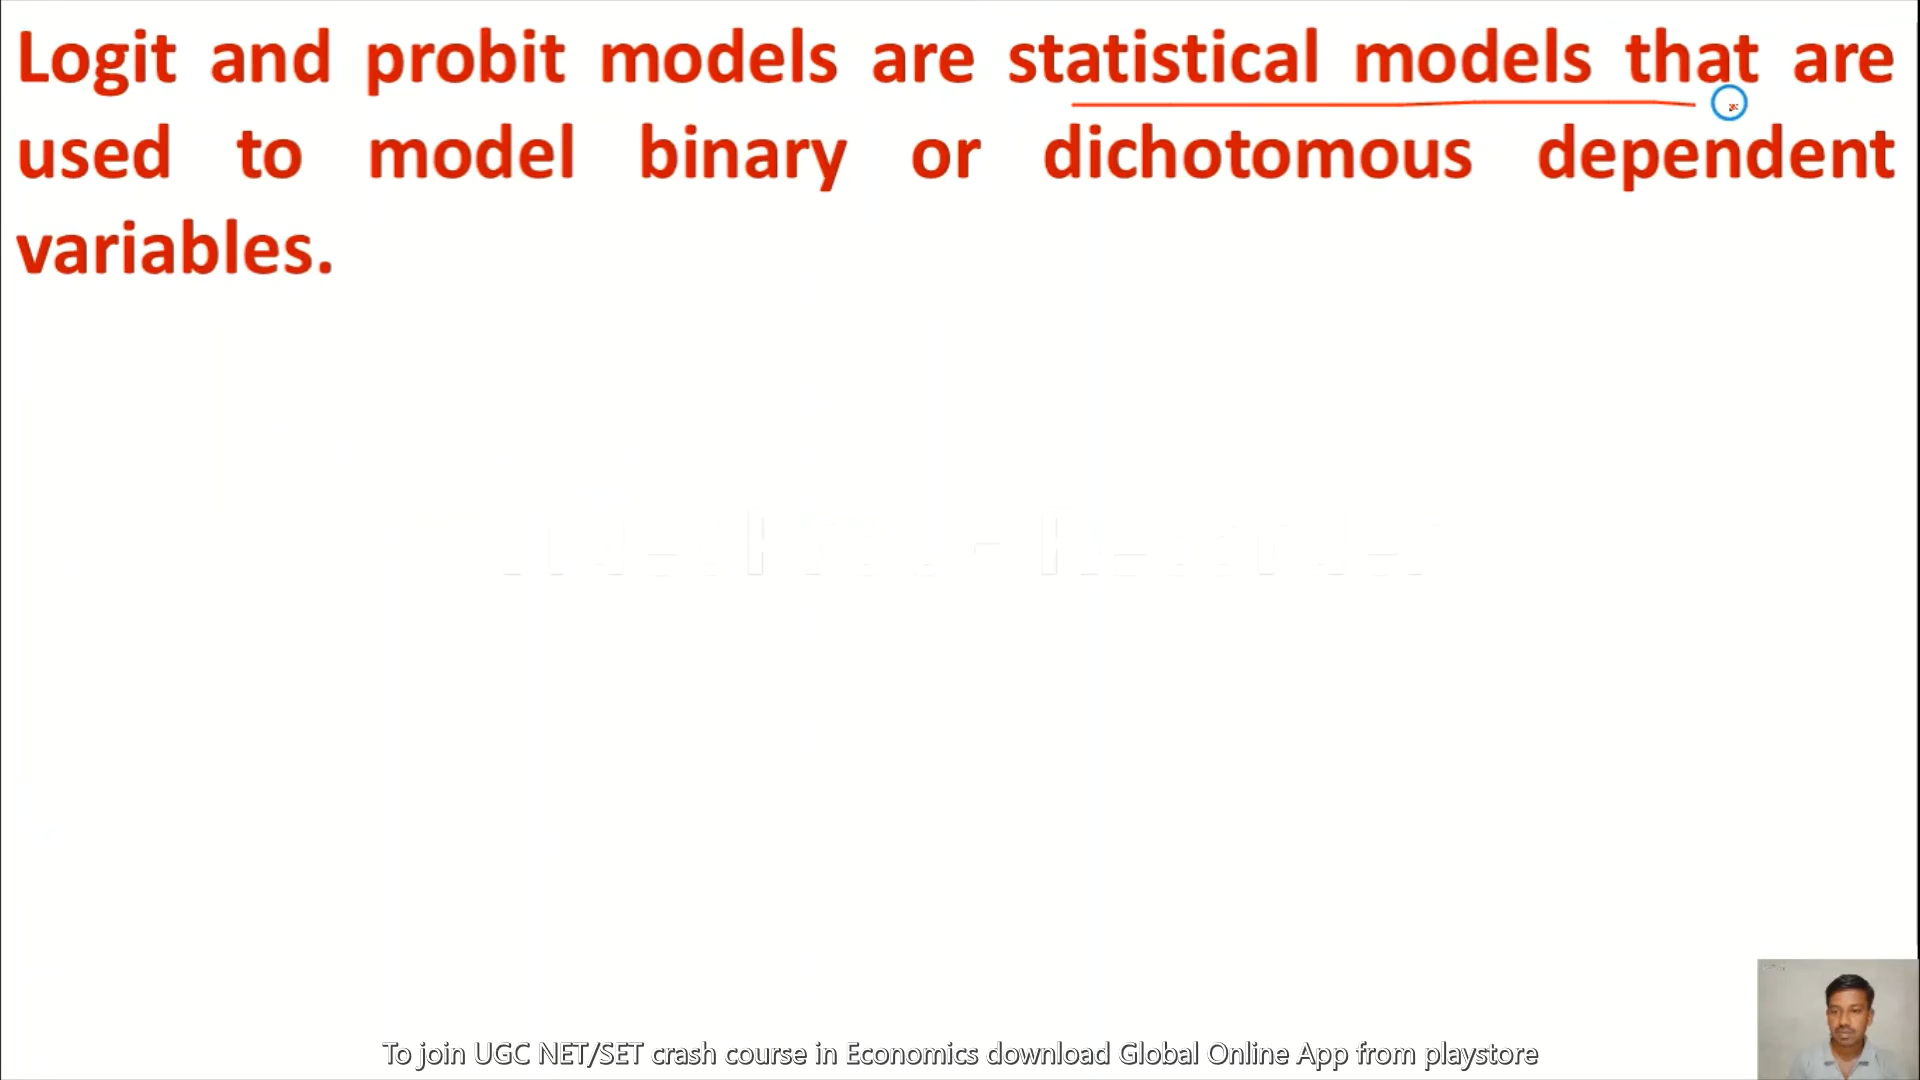 Logit and probit models are statistical models that are
used to model binary or dichotomous dependent
variables.
To join UGC NET/SET crash course in Economics download Global Online App from playstore